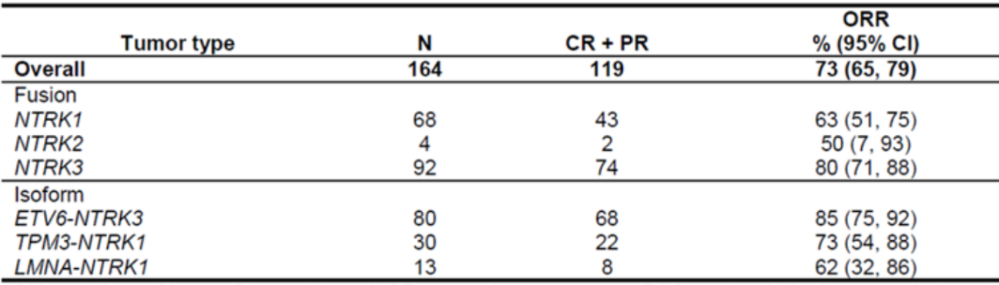 ORR
Tumor type N CR + PR % (95% CI)
Overall 164 119 73 (65, 79)
Fusion
NTRK1 68 43 63 (51, 75)
NTRK2 4 2 50 (7, 93)
NTRK3 92 74 80 (71, 88)
Isoform
ETV6-NTRK3 80 68 85 (75, 92)
TPM3-NTRK1 30 22 73 (54, 88)
LMNA-NTRK1 13 8 62 (32, 86)